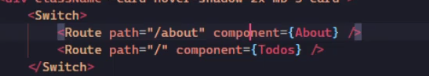 <Switch>
<Route path="/about" component={About} />
<Route path="/" component={Todos} />
</Switch>